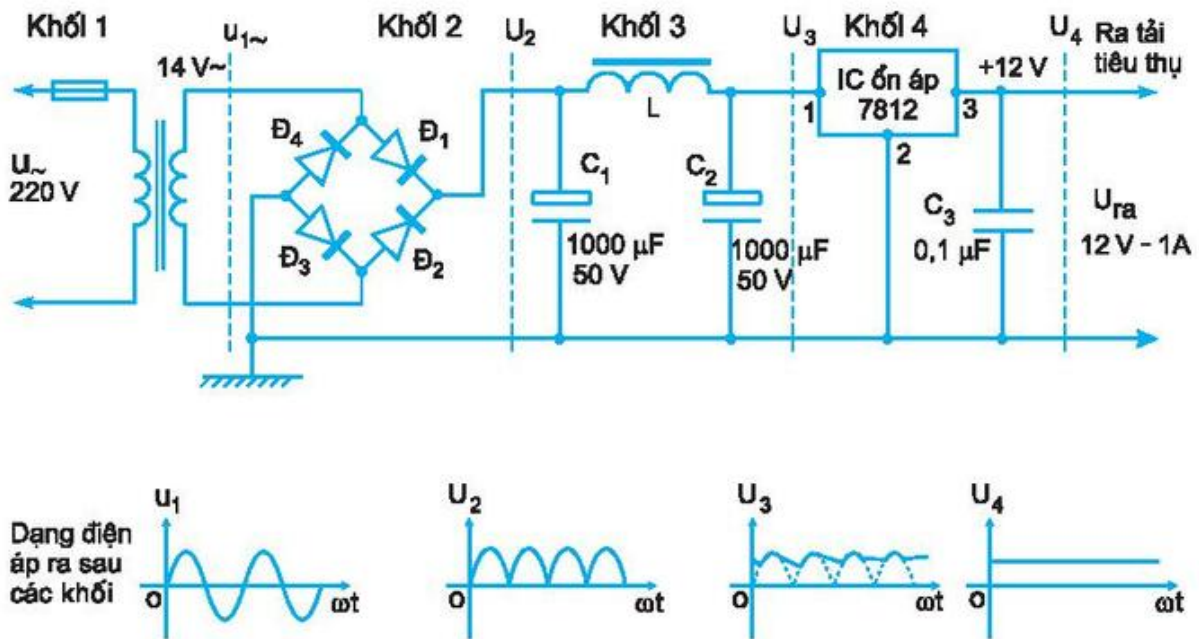 Khối 1
u₁~
Khối 2
U₂
Khối 3
U₃
Khối 4
U₄
Ra tải
tiêu thụ
14 V~
+12 V
IC ổn áp
7812
1
3
2
L
Đ₄
Đ₁
Đ₃
Đ₂
U~
220 V
C₁
1000 µF
50 V
C₂
1000 µF
50 V
C₃
0,1 µF
Ura
12 V - 1A
Dạng điện
áp ra sau
các khối
u₁
O
ωt
U₂
O
ωt
U₃
O
ωt
U₄
O
ωt